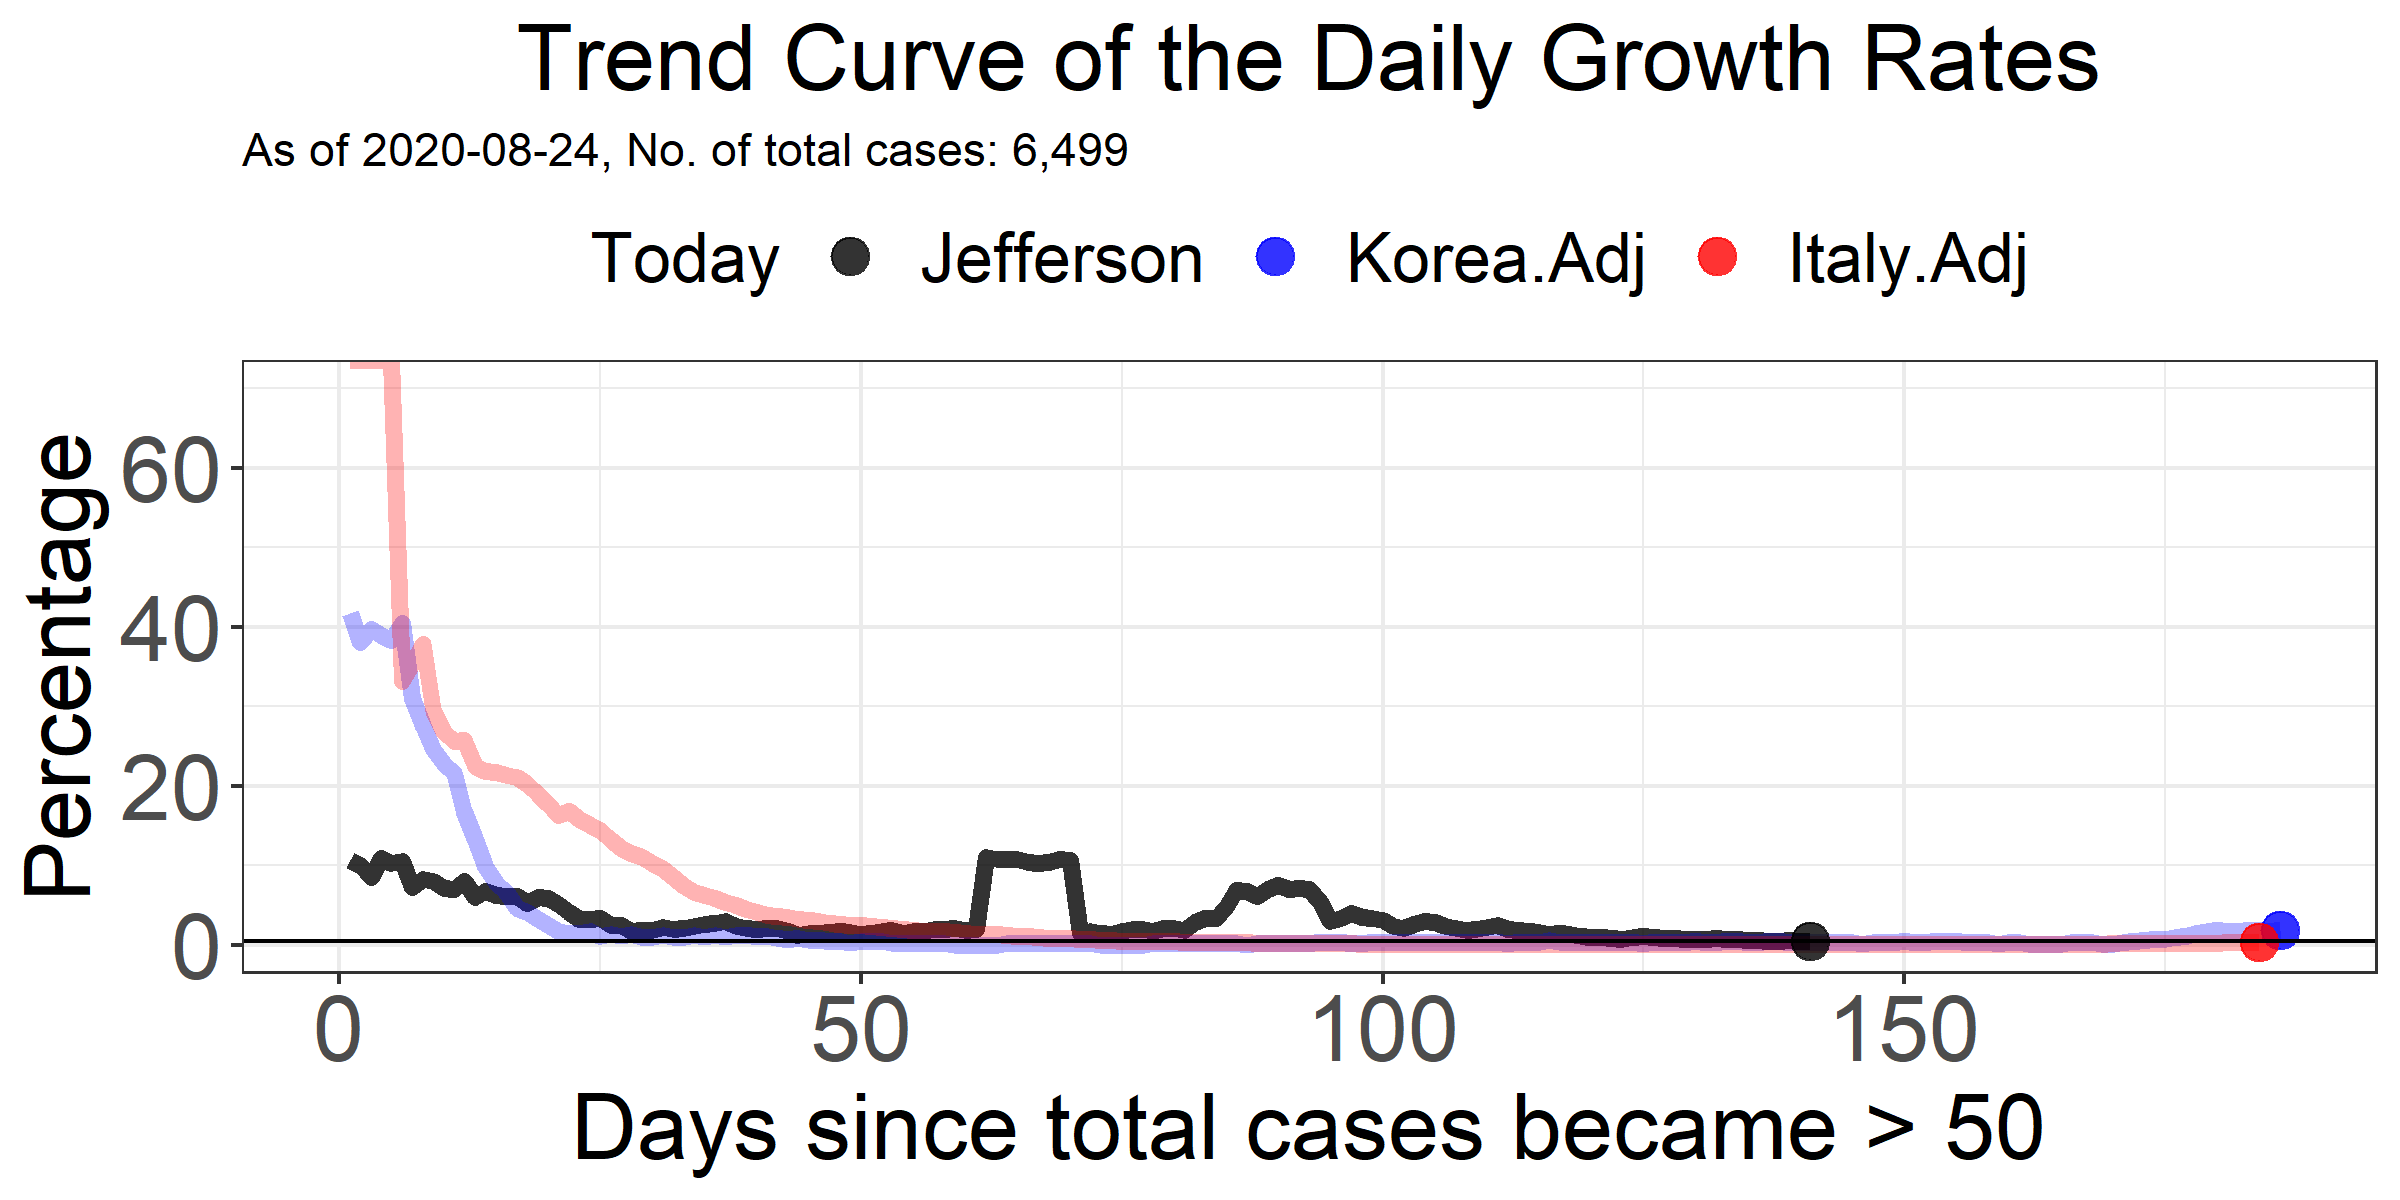 Trend Curve of the Daily Growth Rates
As of 2020-08-24, No. of total cases: 6,499
Today Jefferson Korea.Adj Italy.Adj
Percentage
60
40
20
0
0 50 100 150
Days since total cases became > 50